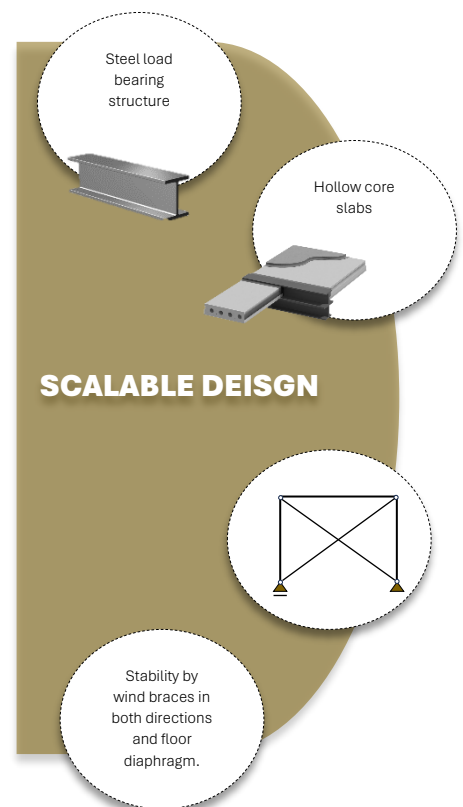 Steel load
bearing
structure
Hollow core
slabs
SCALABLE DEISGN
Stability by
wind braces in
both directions
and floor
diaphragm.